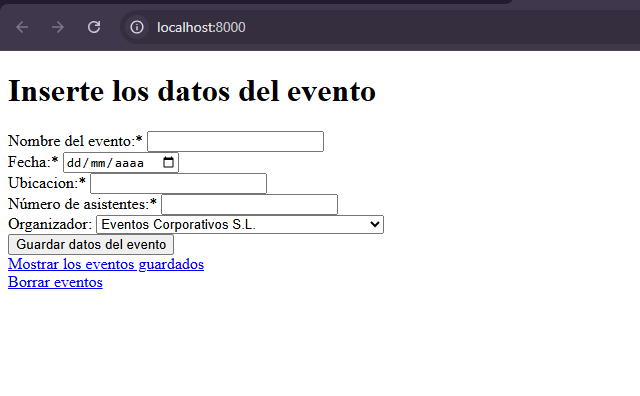 localhost:8000
Inserte los datos del evento
Nombre del evento:*
Fecha:* dd/mm/aaaa
Ubicacion:*
Número de asistentes:*
Organizador: Eventos Corporativos S.L.
Guardar datos del evento
Mostrar los eventos guardados
Borrar eventos